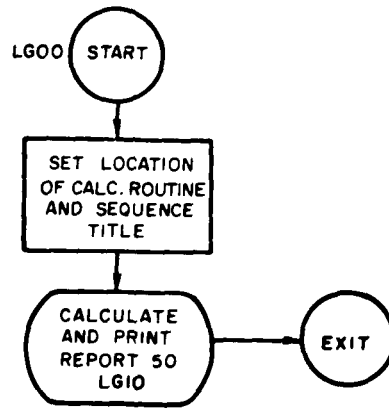 LG00 START
SET LOCATION
OF CALC. ROUTINE
AND SEQUENCE
TITLE
CALCULATE
AND PRINT
REPORT 50
LG10
EXIT